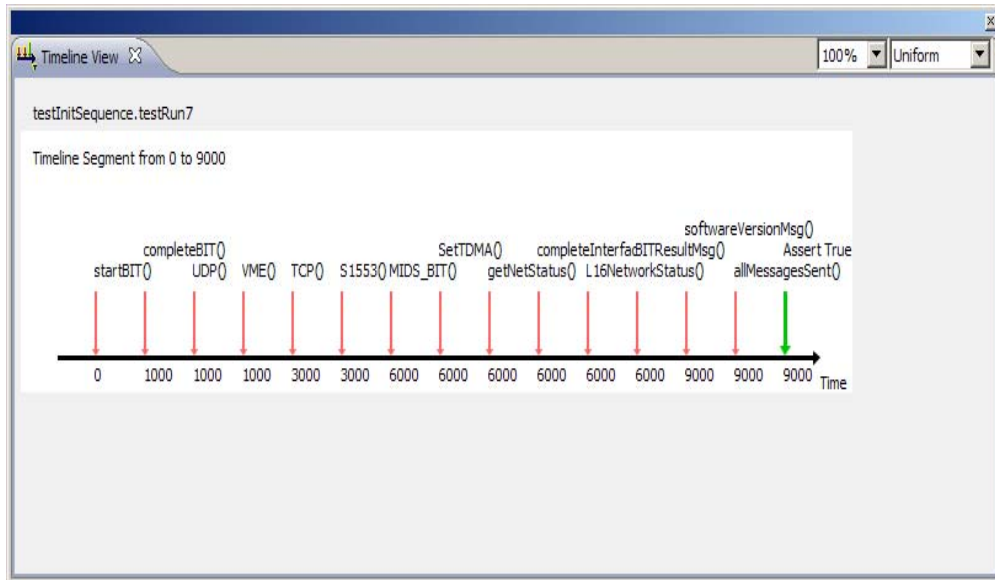 Timeline View
100% Uniform
testInitSequence.testRun7
Timeline Segment from 0 to 9000
softwareVersionMsg()
completeBIT() SetTDMA() completeInterfacBITResultMsg() Assert True
startBIT() UDP() VME() TCP() S1553() MIDS_BIT() getNetStatus() L16NetworkStatus() allMessagesSent()
0 1000 1000 1000 3000 3000 6000 6000 6000 6000 6000 6000 9000 9000 9000 Time